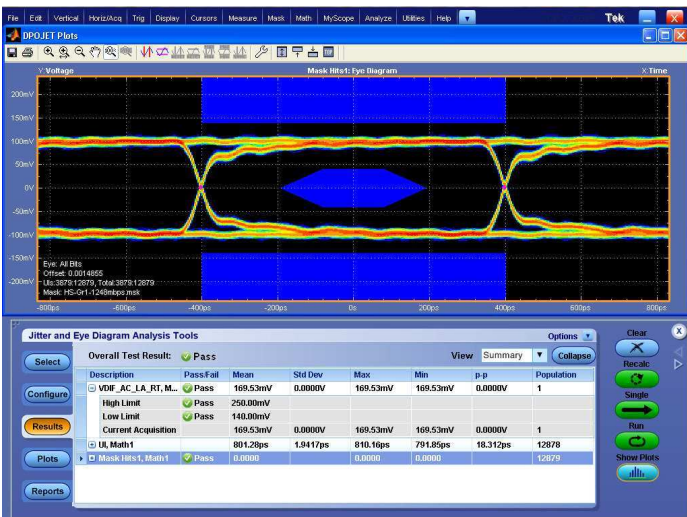 File Edit Vertical Horiz/Acq Trig Display Cursors Measure Mask Math MyScope Analyze Utilities Help Tek
DPOJET Plots
Y:Voltage Mask Hits1: Eye Diagram X:Time
200mV
150mV
100mV
50mV
0V
-50mV
-100mV
-150mV
-200mV
Eye: All Bits
Offset: 0.0014855
UIs:3879:12879, Total:3879:12879
Mask: HS-Gr1-1248mbps.msk
-800ps -600ps -400ps -200ps 0s 200ps 400ps 600ps 800ps
Jitter and Eye Diagram Analysis Tools Options Clear X
Select Overall Test Result: Pass View Summary Collapse
Recalc
Description Pass/Fail Mean Std Dev Max Min p-p Population
VDIF_AC_LA_RT, M... Pass 169.53mV 0.0000V 169.53mV 169.53mV 0.0000V 1
Configure High Limit Pass 250.00mV Single
Low Limit Pass 140.00mV
Results Current Acquisition 169.53mV 0.0000V 169.53mV 169.53mV 0.0000V 1 Run
UI, Math1 801.28ps 1.9417ps 810.16ps 791.85ps 18.312ps 12878
Plots Mask Hits1, Math1 Pass 0.0000 0.0000 0.0000 12879 Show Plots
Reports